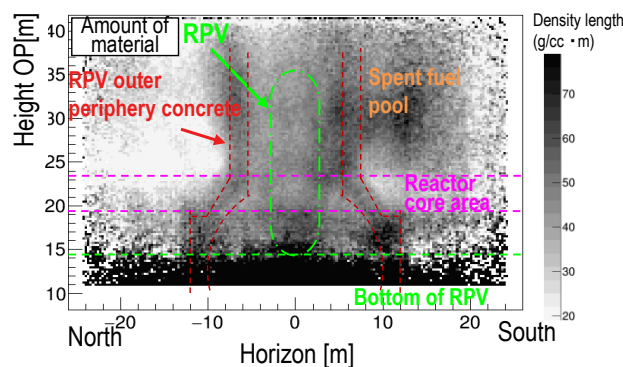 Amount of
material
RPV
Density length
(g/cc・m)
Height OP[m]
40
35
30
25
20
15
10
RPV outer
periphery concrete
Spent fuel
pool
Reactor
core area
Bottom of RPV
70
60
50
40
30
20
−20
−10
0
10
20
North
South
Horizon [m]